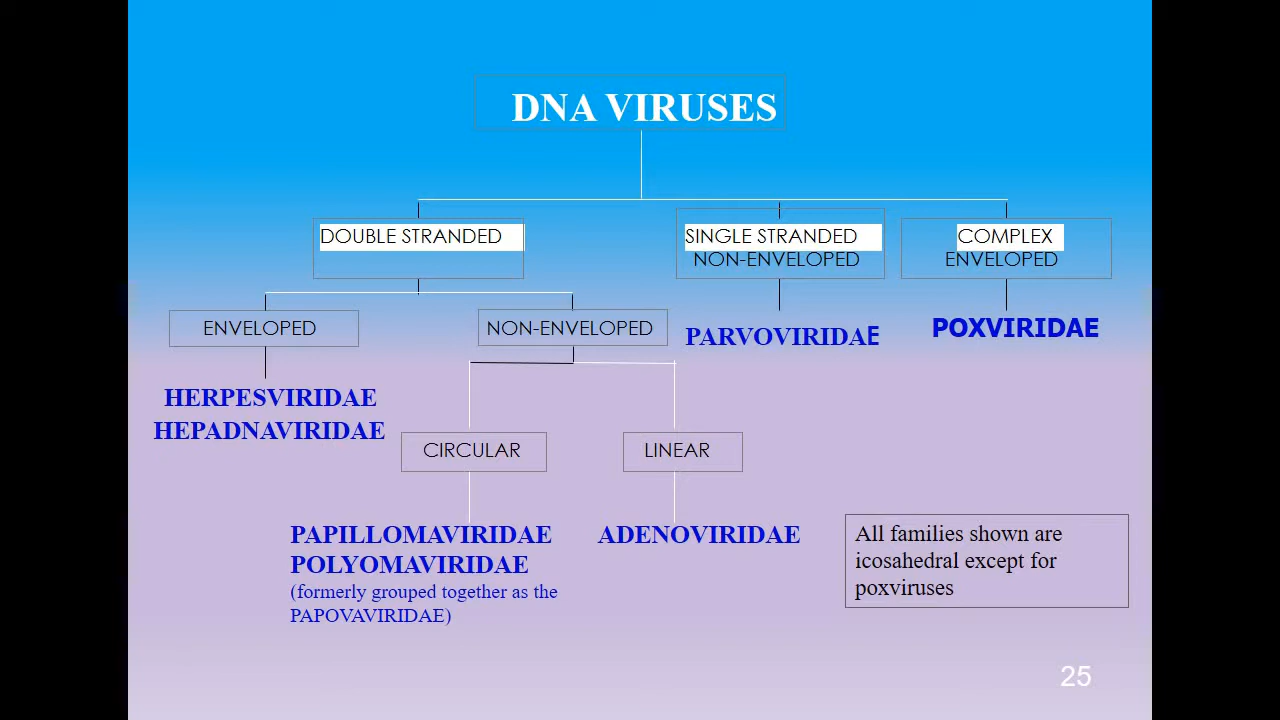 DNA VIRUSES
DOUBLE STRANDED
SINGLE STRANDED
NON-ENVELOPED
COMPLEX
ENVELOPED
ENVELOPED
NON-ENVELOPED
PARVOVIRIDAE
POXVIRIDAE
HERPESVIRIDAE
HEPADNAVIRIDAE
CIRCULAR
LINEAR
PAPILLOMAVIRIDAE
POLYOMAVIRIDAE
(formerly grouped together as the
PAPOVAVIRIDAE)
ADENOVIRIDAE
All families shown are
icosahedral except for
poxviruses
25